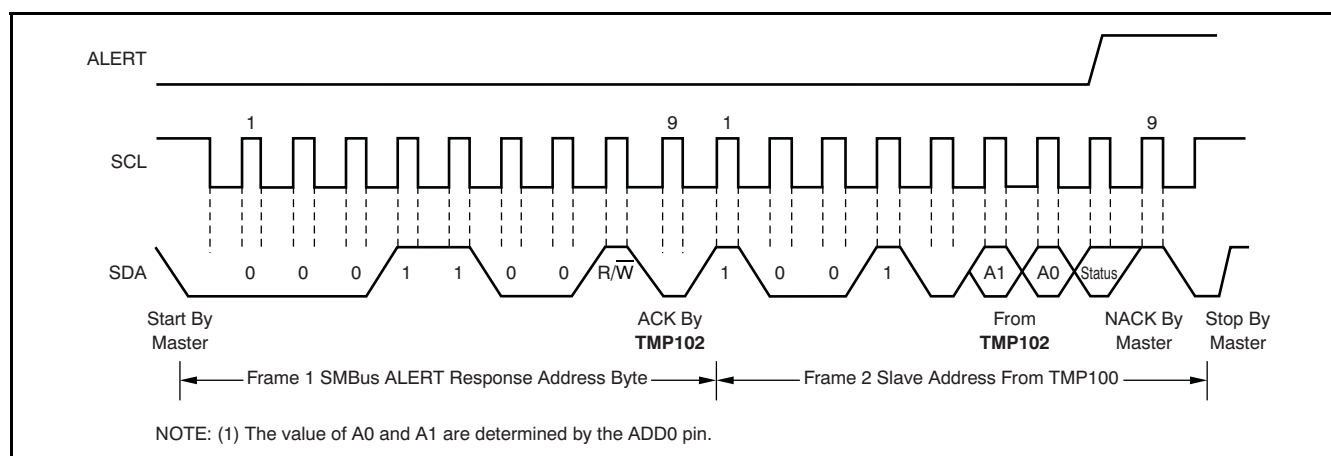 ALERT
1 9 1 9
SCL
SDA 0 0 0 1 1 0 0 R/W 1 0 0 1 A1 A0 Status
Start By ACK By From NACK By Stop By
Master TMP102 TMP102 Master Master
Frame 1 SMBus ALERT Response Address Byte Frame 2 Slave Address From TMP100
NOTE: (1) The value of A0 and A1 are determined by the ADD0 pin.